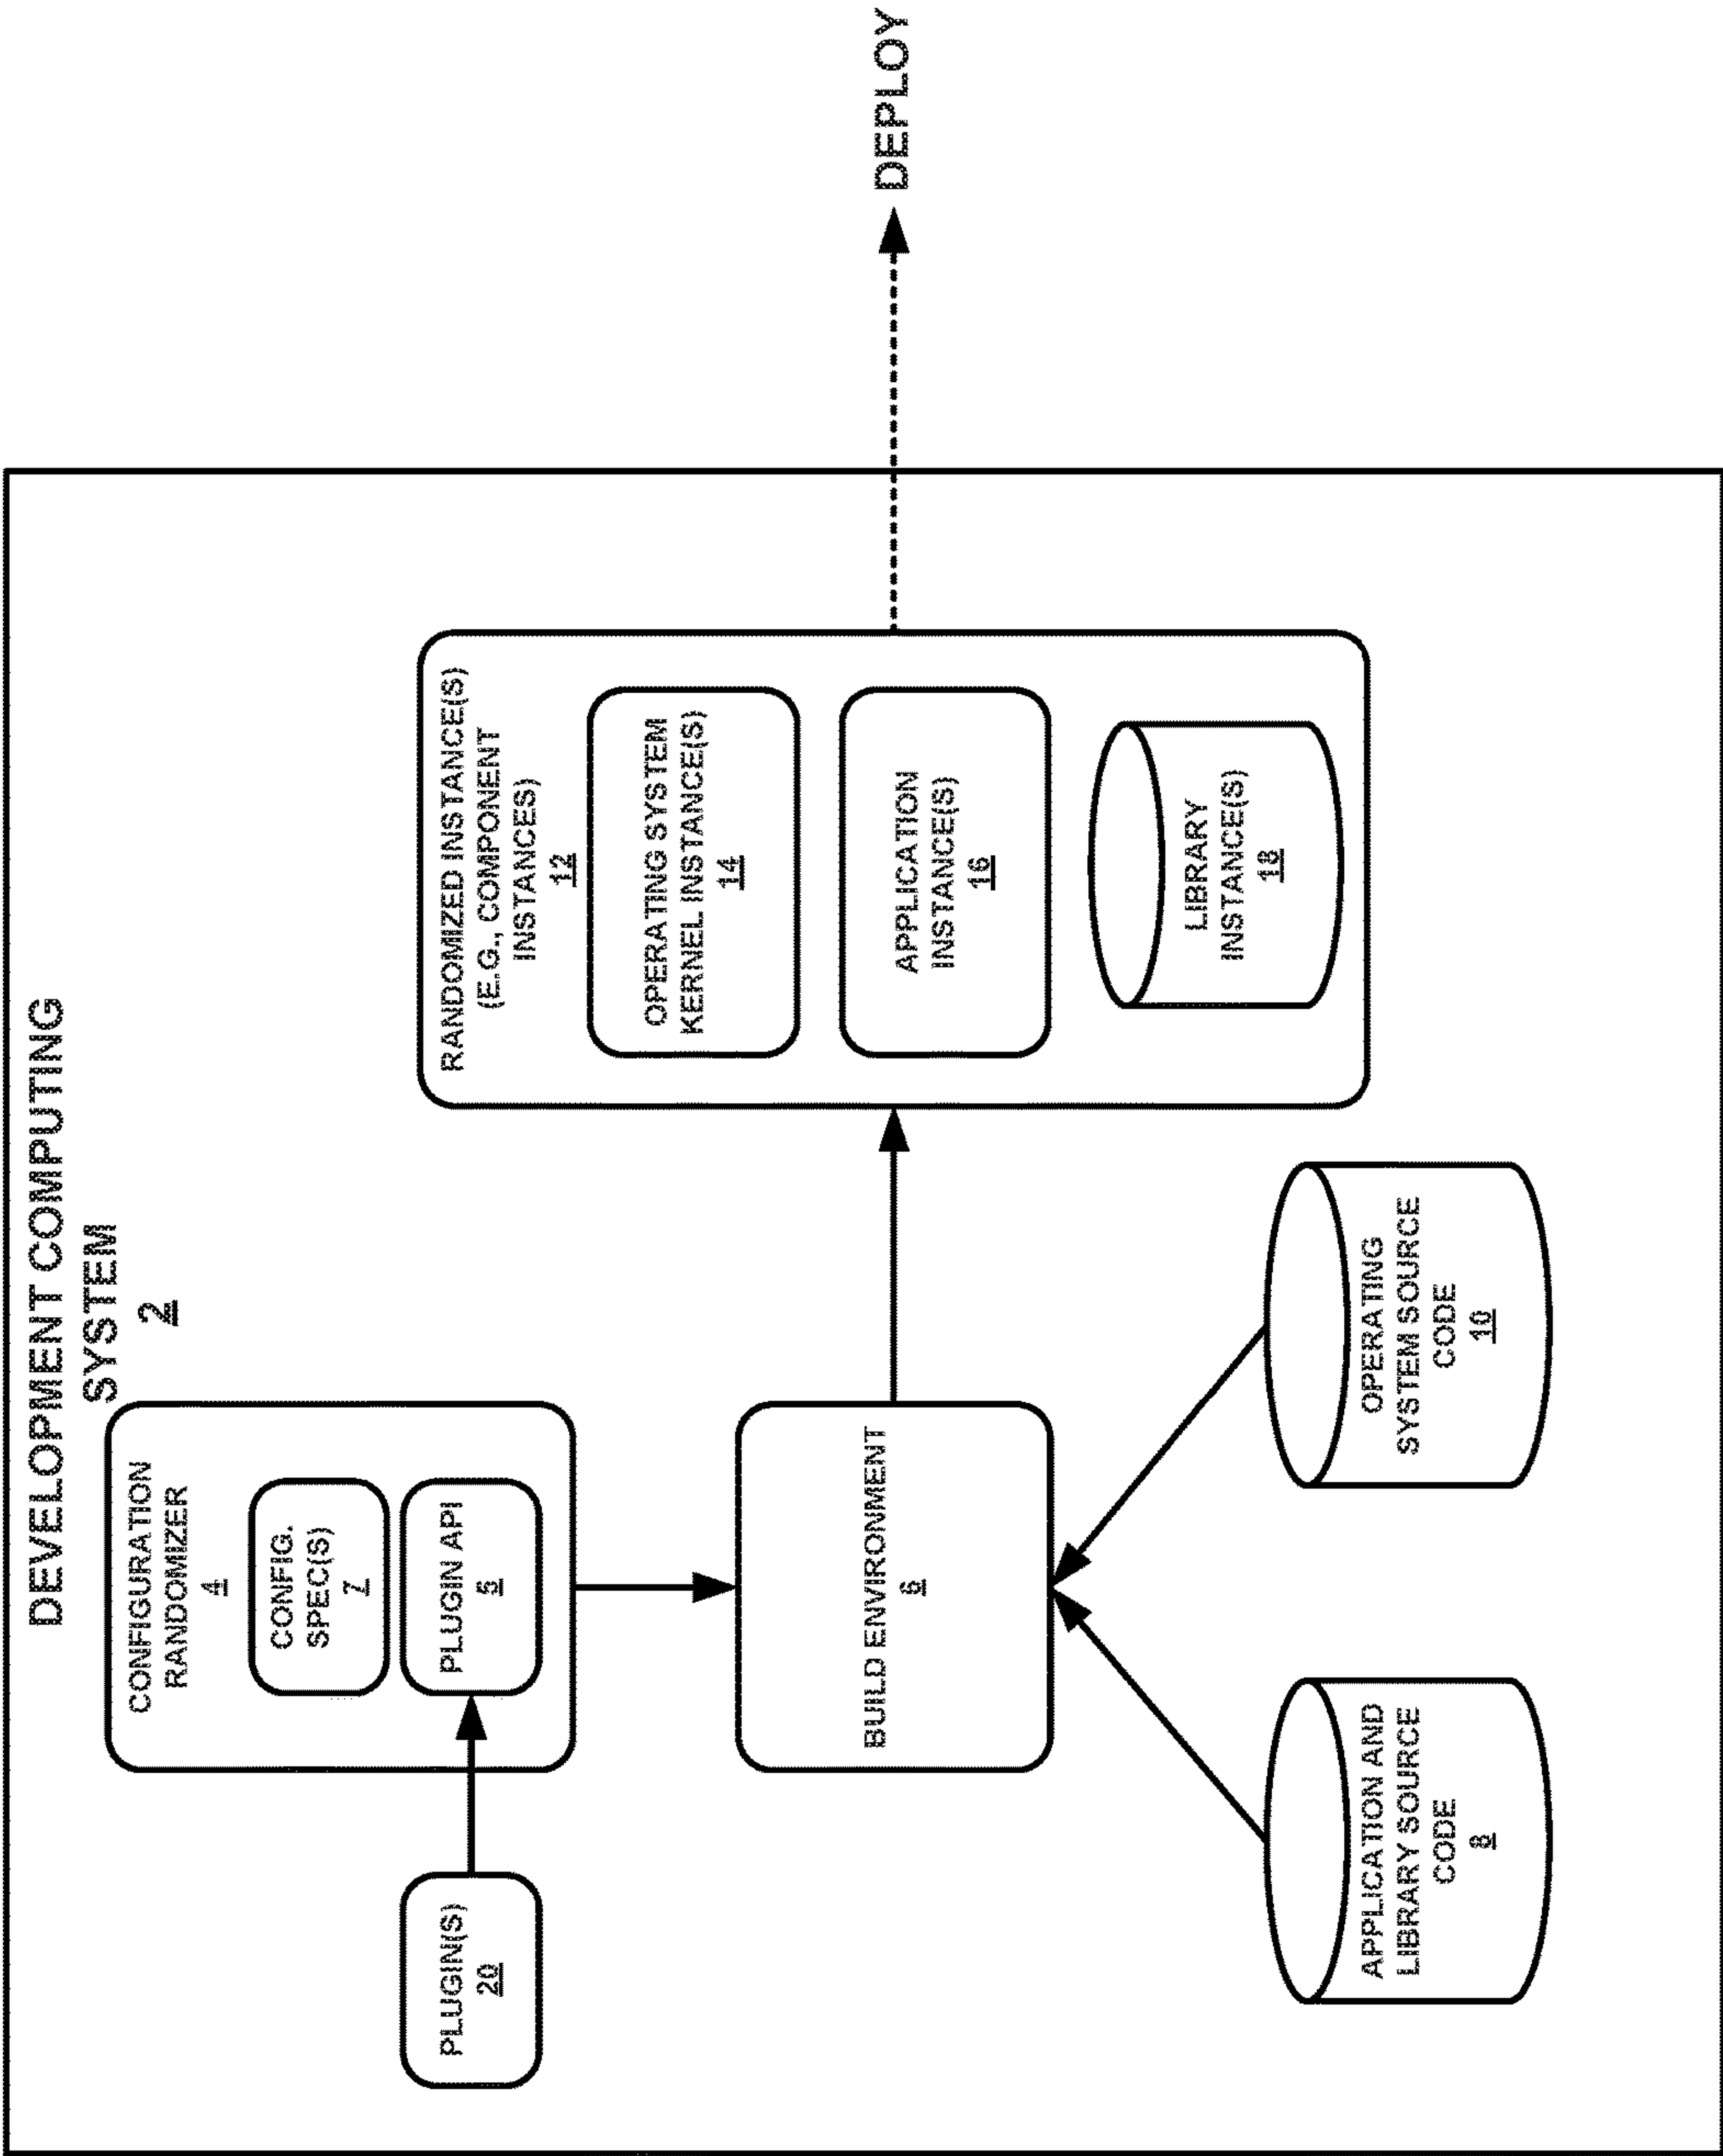 DEVELOPMENT COMPUTING
SYSTEM
2
CONFIGURATION
RANDOMIZER
4
CONFIG.
SPEC(S)
7
PLUGIN API
5
PLUGIN(S)
20
BUILD ENVIRONMENT
6
APPLICATION AND
LIBRARY SOURCE
CODE
8
OPERATING
SYSTEM SOURCE
CODE
10
RANDOMIZED INSTANCE(S)
(E.G., COMPONENT
INSTANCES)
12
OPERATING SYSTEM
KERNEL INSTANCE(S)
14
APPLICATION
INSTANCE(S)
16
LIBRARY
INSTANCE(S)
18
DEPLOY